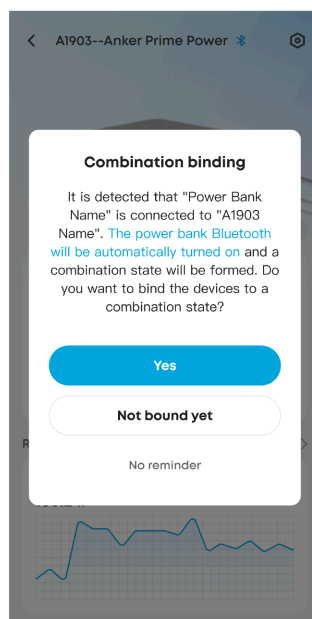 A1903--Anker Prime Power
Combination binding
It is detected that "Power Bank
Name" is connected to "A1903
Name". The power bank Bluetooth
will be automatically turned on and a
combination state will be formed. Do
you want to bind the devices to a
combination state?
Yes
Not bound yet
R
No reminder